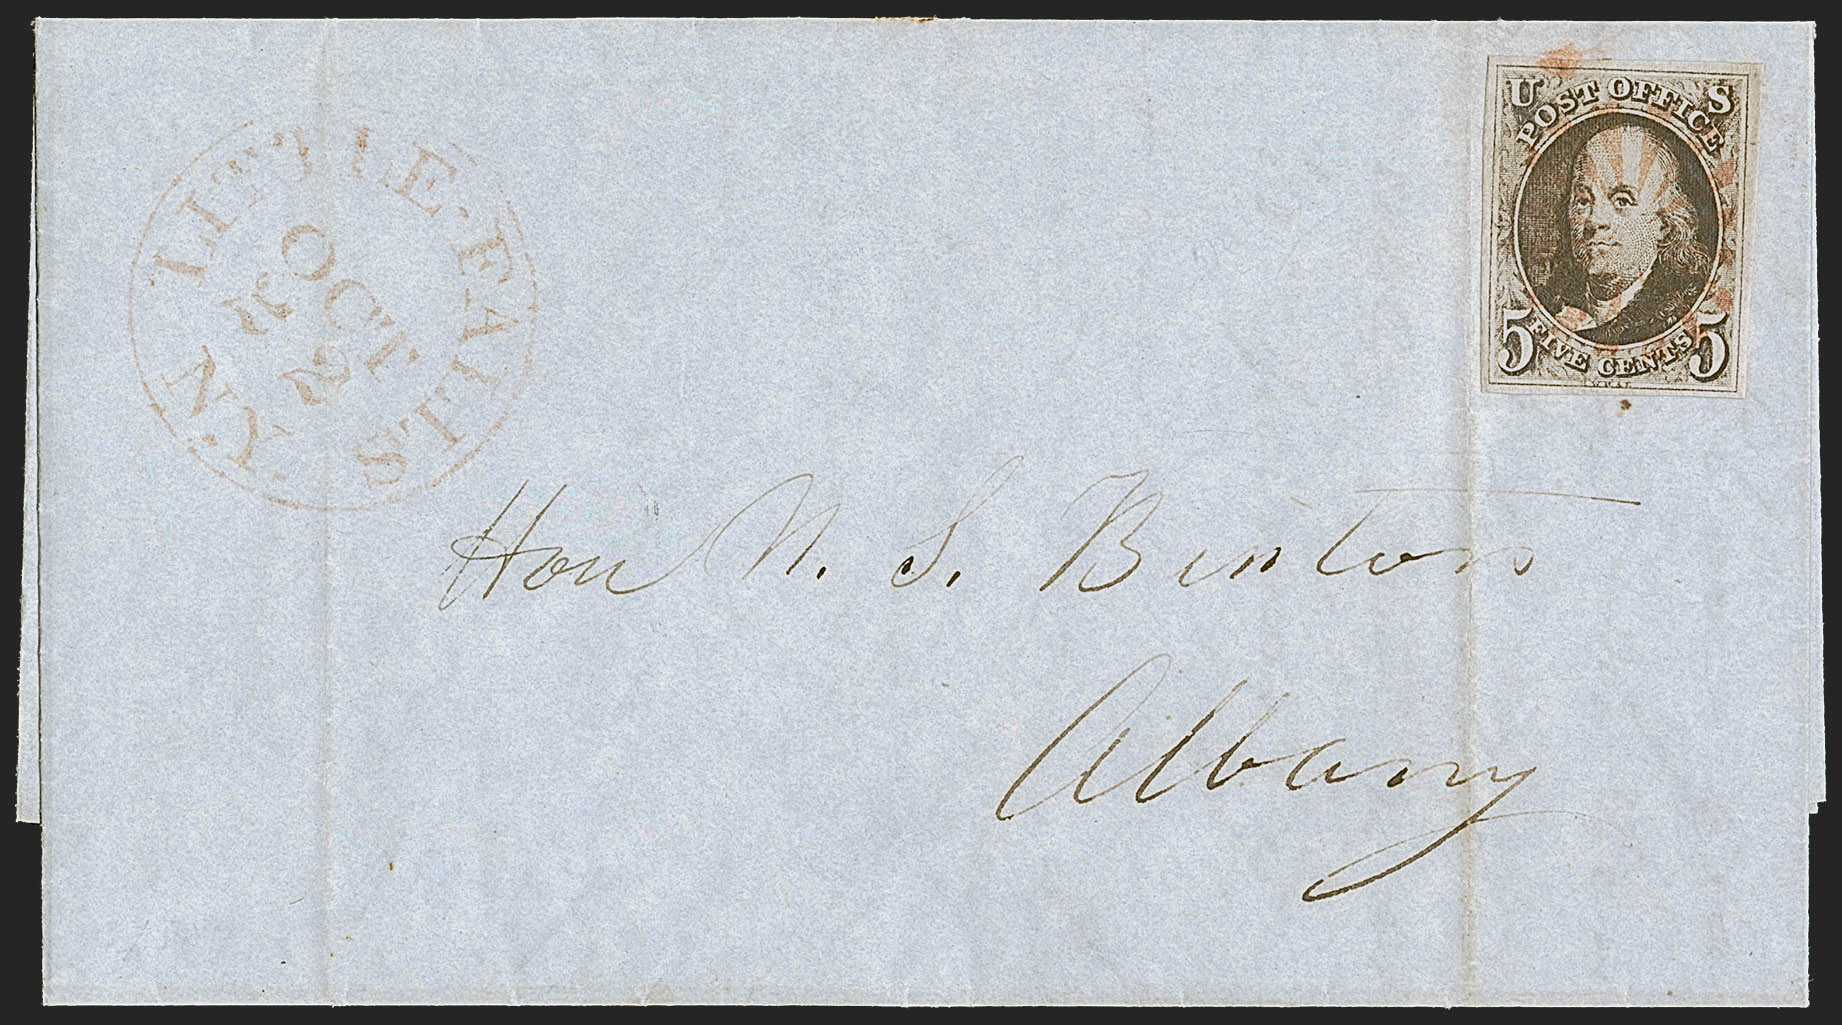 LITTLE·FALLS N.Y.
OCT
2
U S
POST OFFICE
5 FIVE CENTS 5
Hon N. S. Benton
Albany